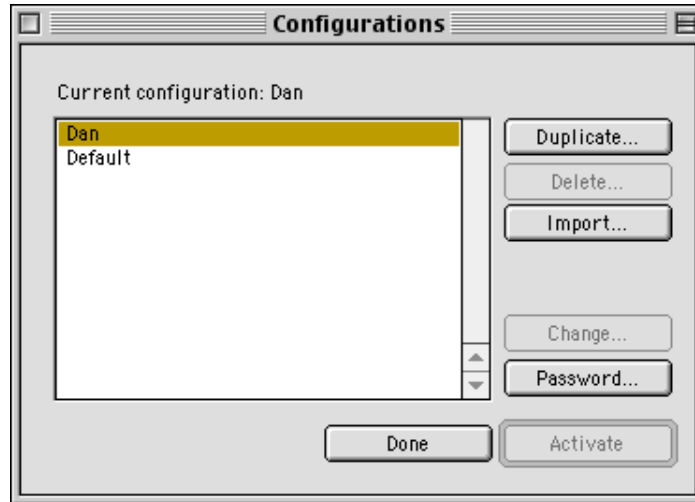 Configurations
Current configuration: Dan
Dan
Default
Duplicate...
Delete...
Import...
Change...
Password...
Done
Activate